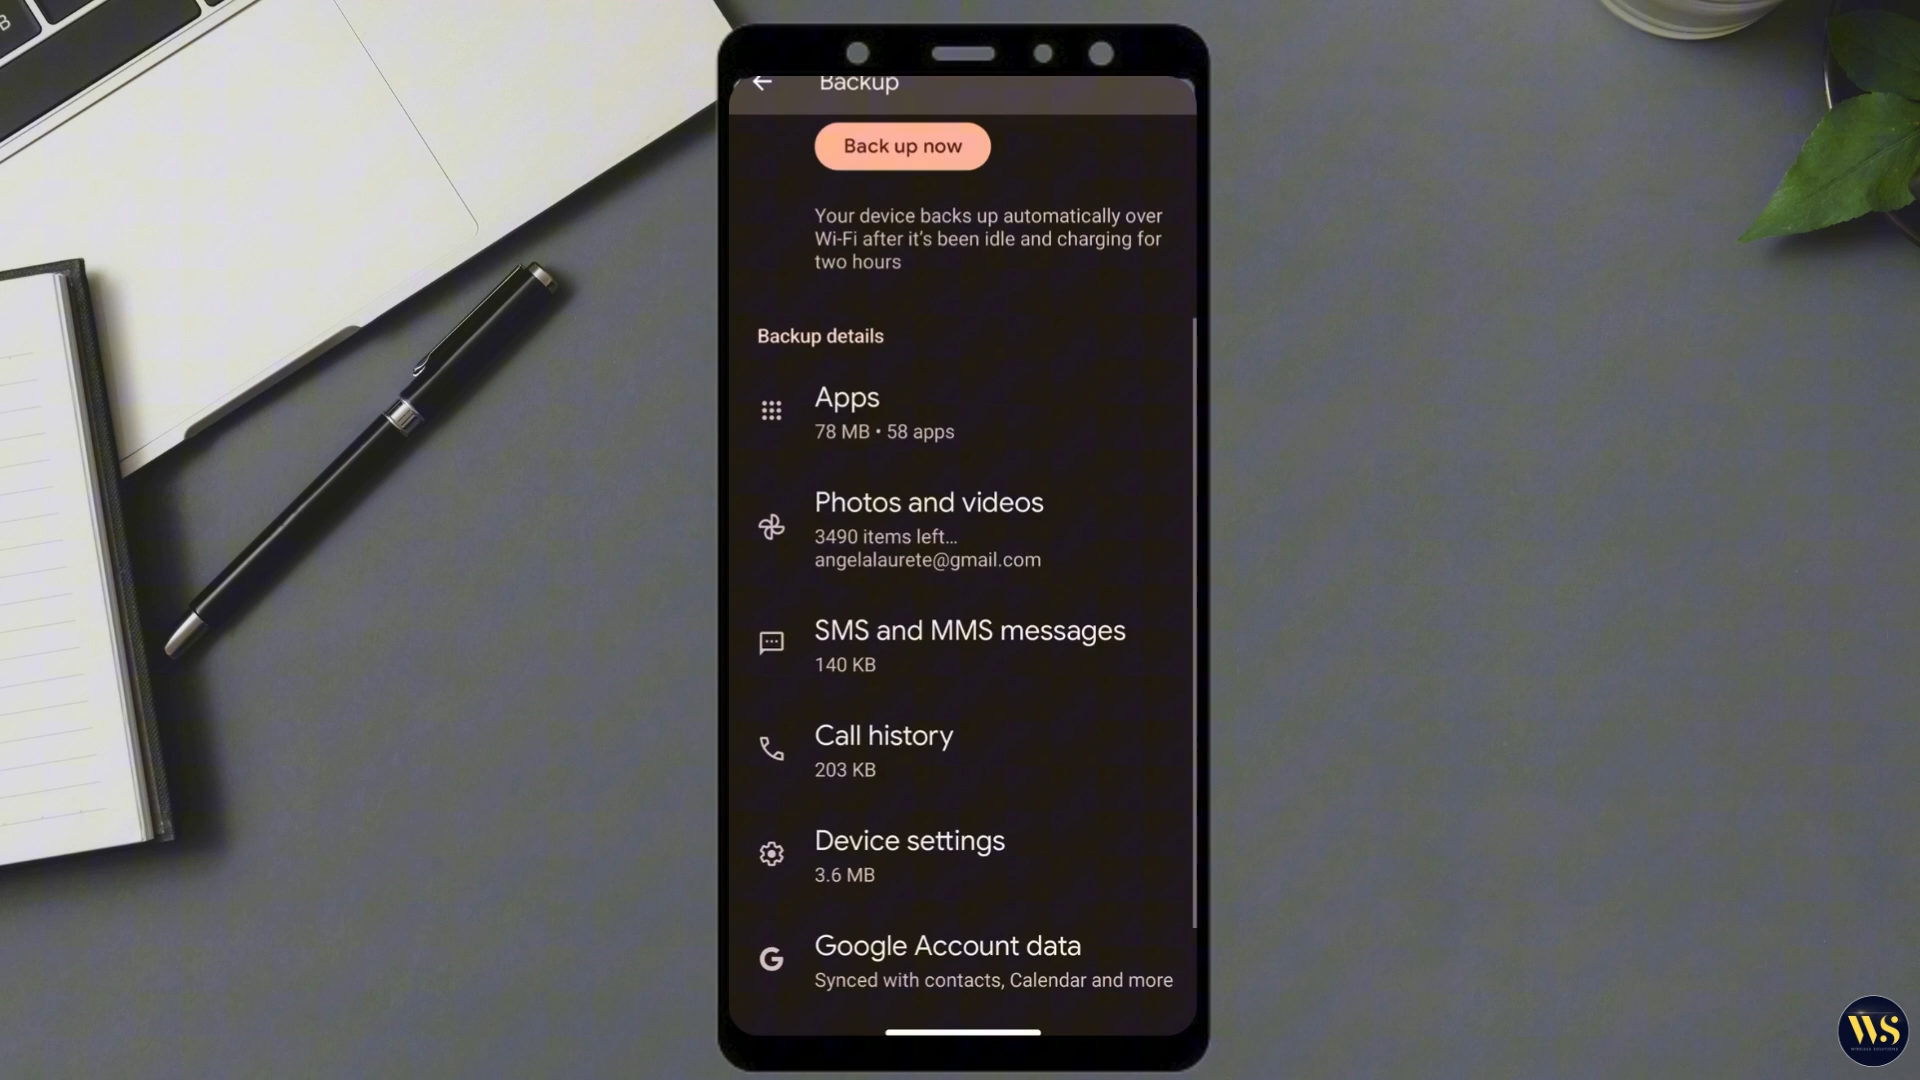 Backup
Back up now
Your device backs up automatically over
Wi-Fi after it's been idle and charging for
two hours
Backup details
Apps
78 MB • 58 apps
Photos and videos
3490 items left...
angelalaurete@gmail.com
SMS and MMS messages
140 KB
Call history
203 KB
Device settings
3.6 MB
Google Account data
Synced with contacts, Calendar and more
WS